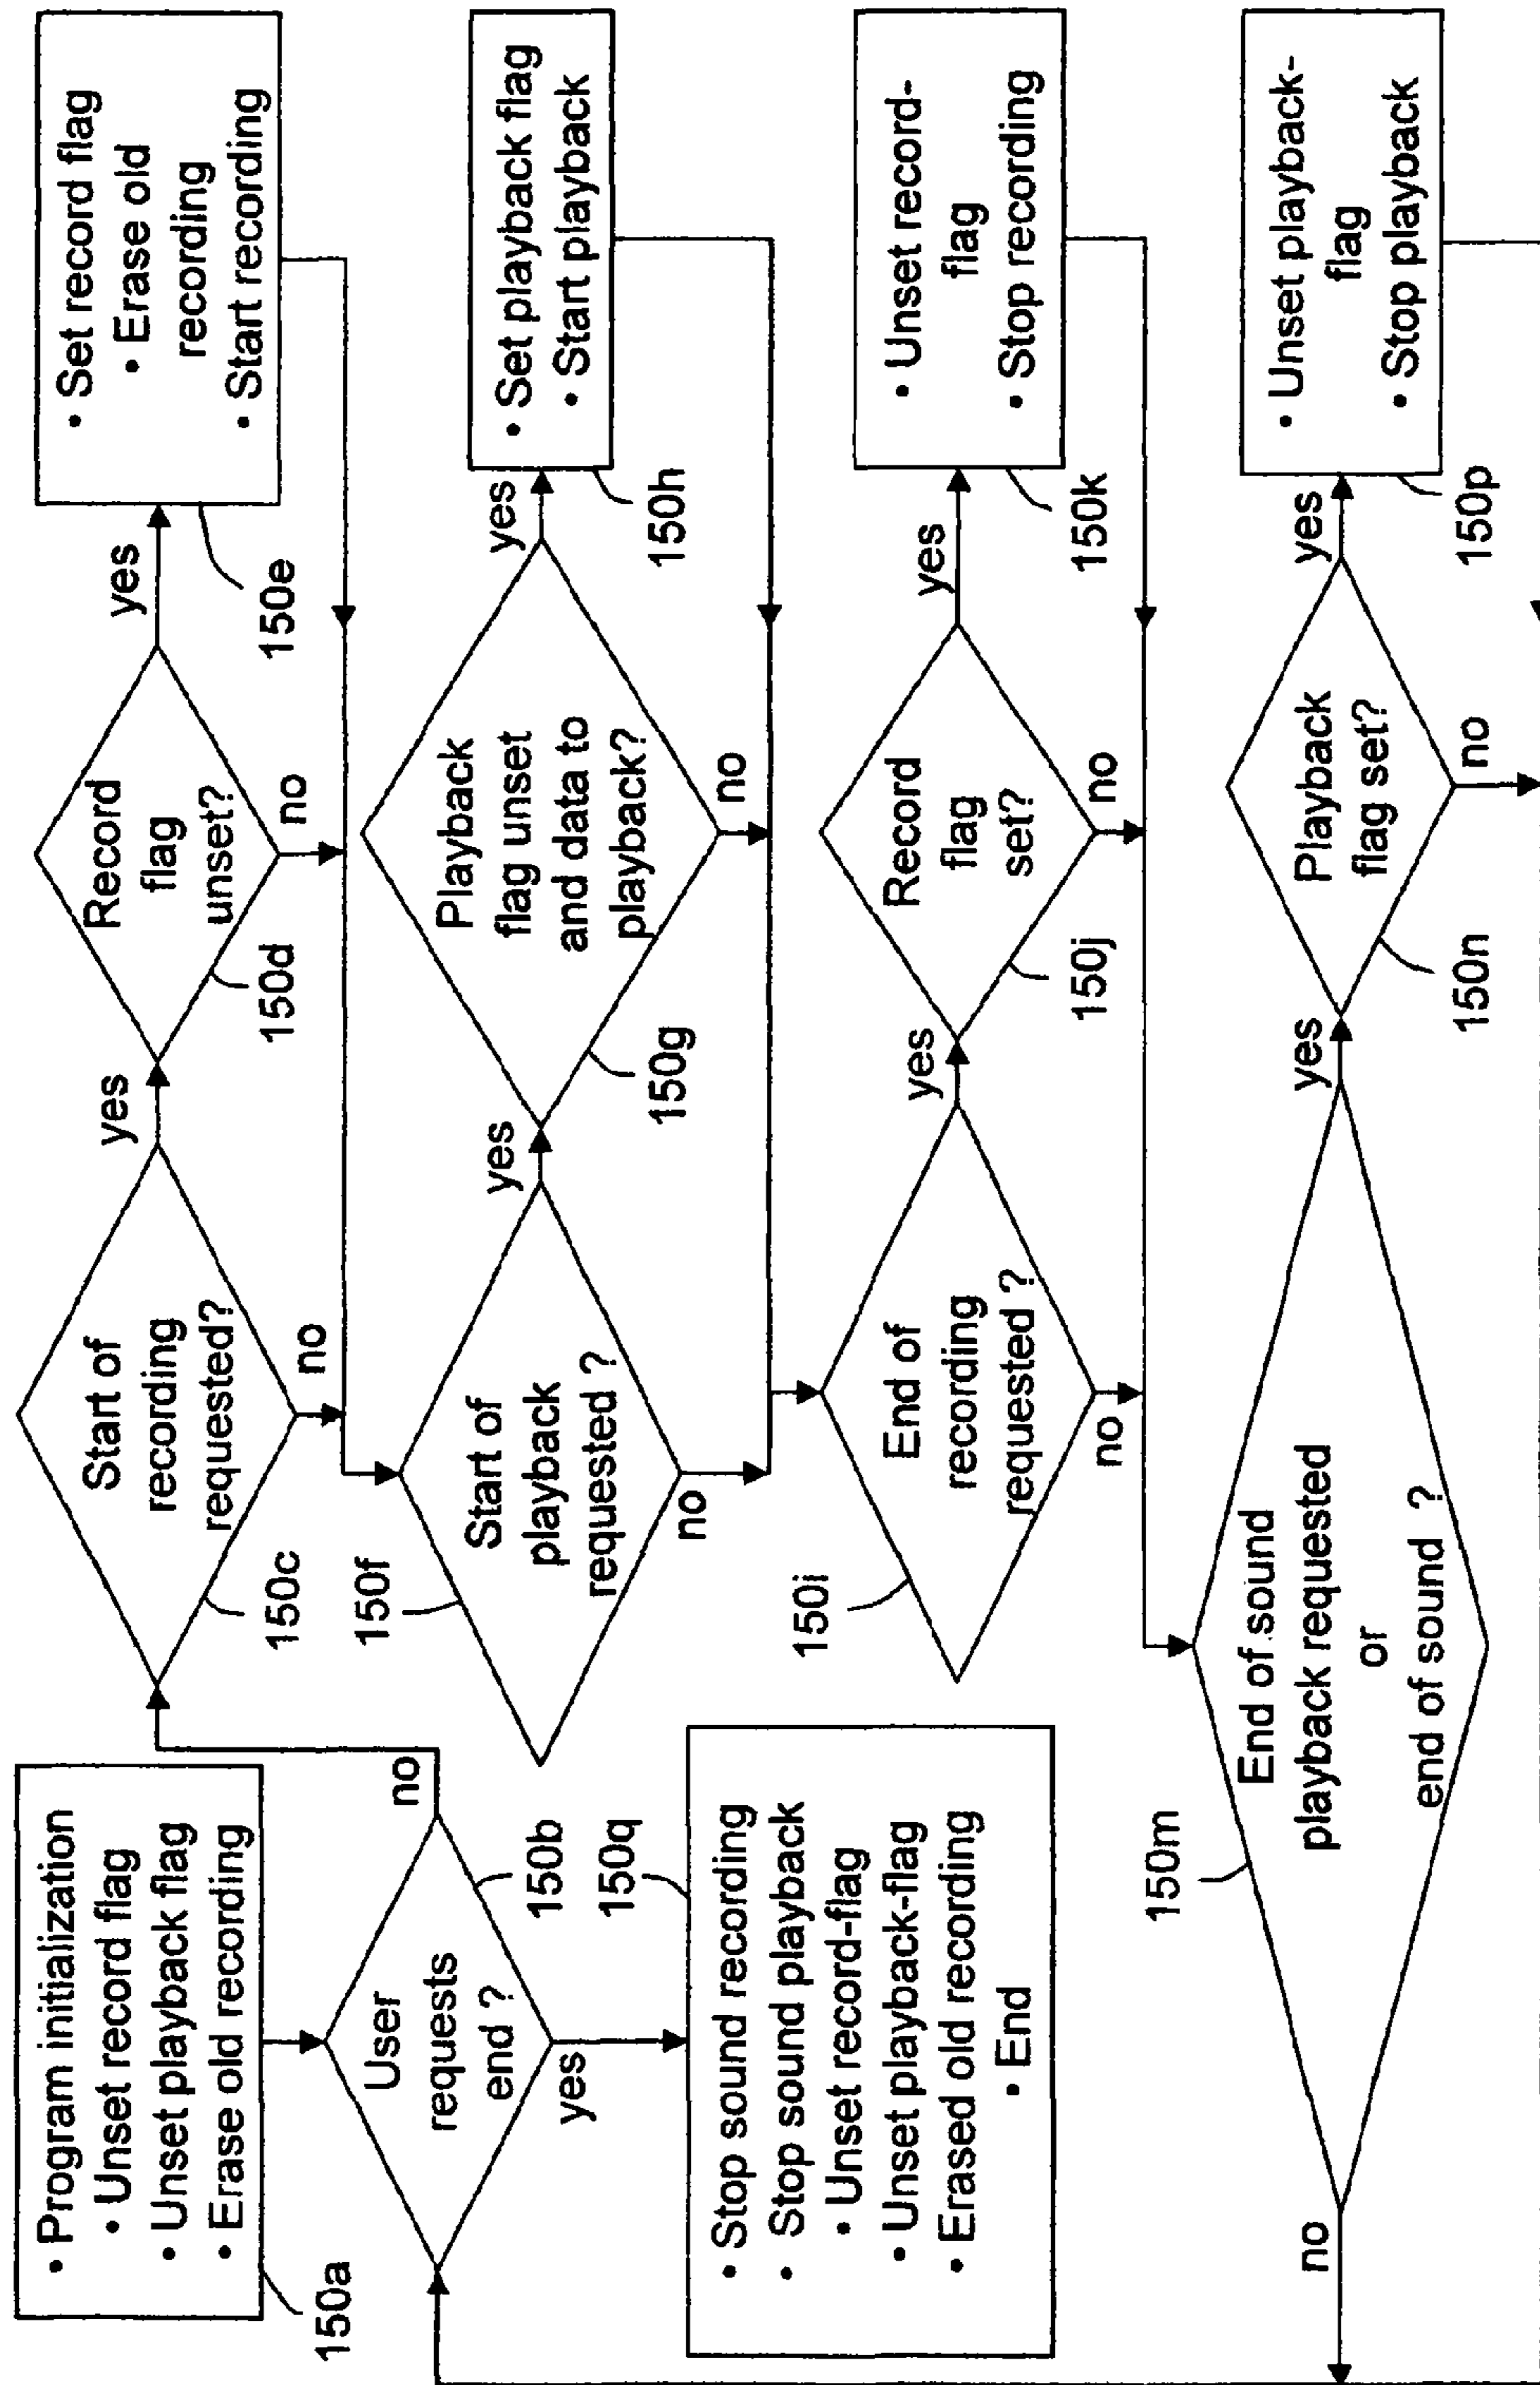 • Program initialization
• Unset record flag
• Unset playback flag
• Erase old recording
150a
User
requests
end ?
no
yes
150b
150q
• Stop sound recording
• Stop sound playback
• Unset record-flag
• Unset playback-flag
• Erased old recording
• End
Start of
recording
requested?
yes
no
150c
Record
flag
unset?
yes
no
150d
• Set record flag
• Erase old
recording
• Start recording
150e
150f
Start of
playback
requested ?
yes
no
Playback
flag unset
and data to
playback?
yes
no
150g
• Set playback flag
• Start playback
150h
150i
End of
recording
requested ?
yes
no
Record
flag
set?
yes
no
150j
• Unset record-
flag
• Stop recording
150k
150m
End of sound
playback requested
or
end of sound ?
no
yes
Playback
flag set?
yes
no
150n
• Unset playback-
flag
• Stop playback
150p